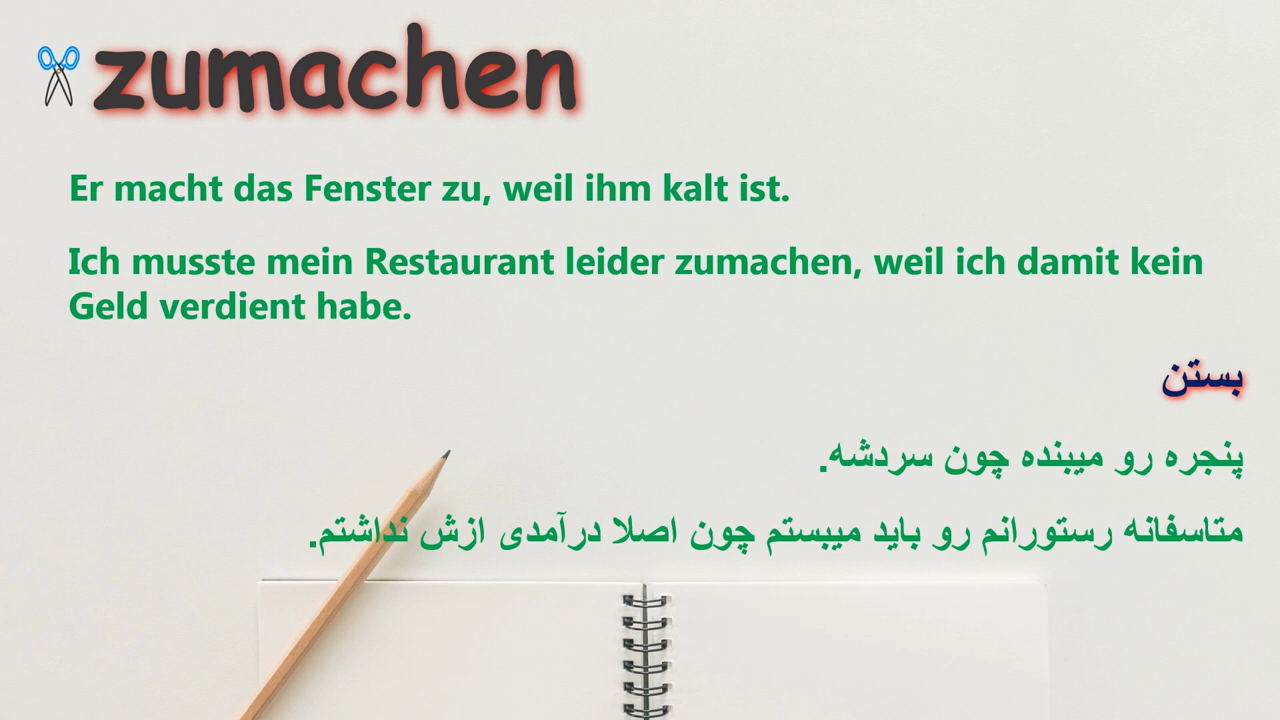 zumachen
Er macht das Fenster zu, weil ihm kalt ist.
Ich musste mein Restaurant leider zumachen, weil ich damit kein
Geld verdient habe.
بستن
پنجره رو میبنده چون سردشه.
متاسفانه رستورانم رو باید میبستم چون اصلا درآمدی ازش نداشتم.